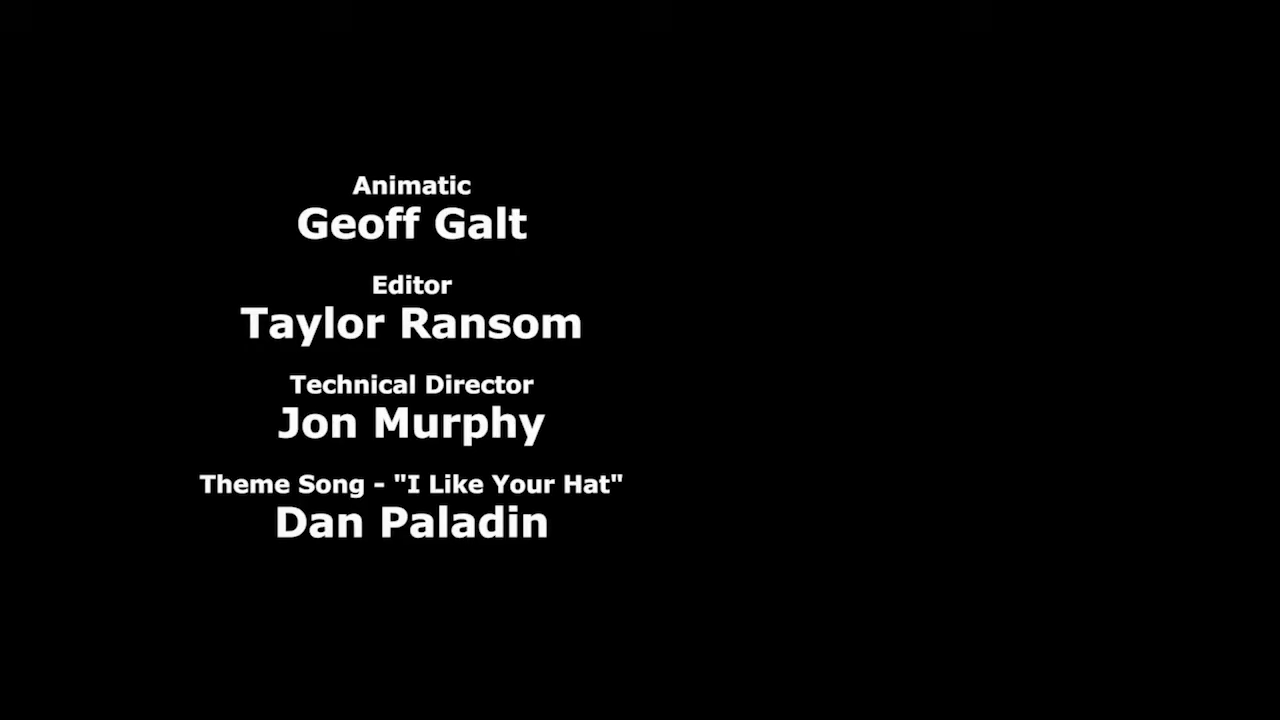 Animatic
Geoff Galt
Editor
Taylor Ransom
Technical Director
Jon Murphy
Theme Song - "I Like Your Hat"
Dan Paladin